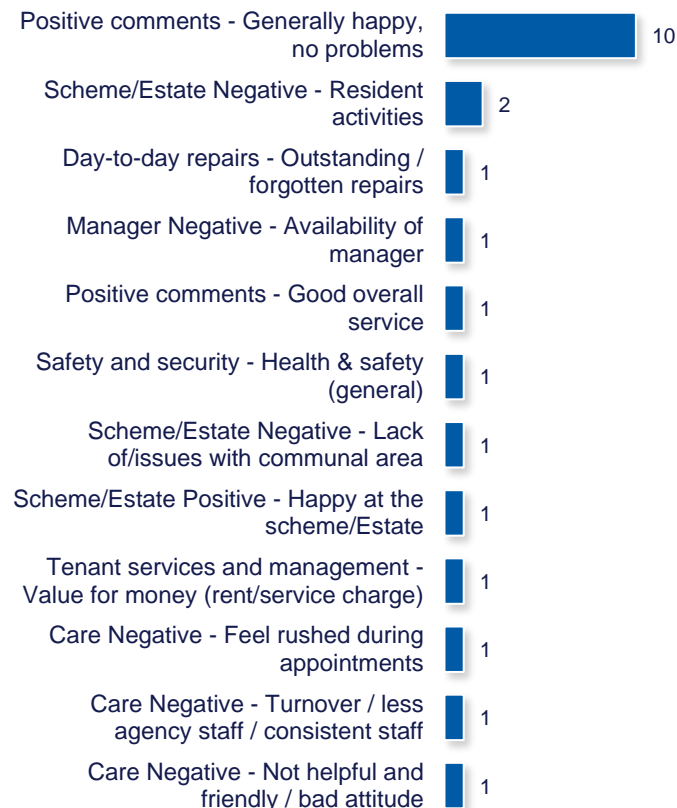 Positive comments - Generally happy,
no problems
10
Scheme/Estate Negative - Resident
activities
2
Day-to-day repairs - Outstanding /
forgotten repairs
1
Manager Negative - Availability of
manager
1
Positive comments - Good overall
service
1
Safety and security - Health & safety
(general)
1
Scheme/Estate Negative - Lack
of/issues with communal area
1
Scheme/Estate Positive - Happy at the
scheme/Estate
1
Tenant services and management -
Value for money (rent/service charge)
1
Care Negative - Feel rushed during
appointments
1
Care Negative - Turnover / less
agency staff / consistent staff
1
Care Negative - Not helpful and
friendly / bad attitude
1